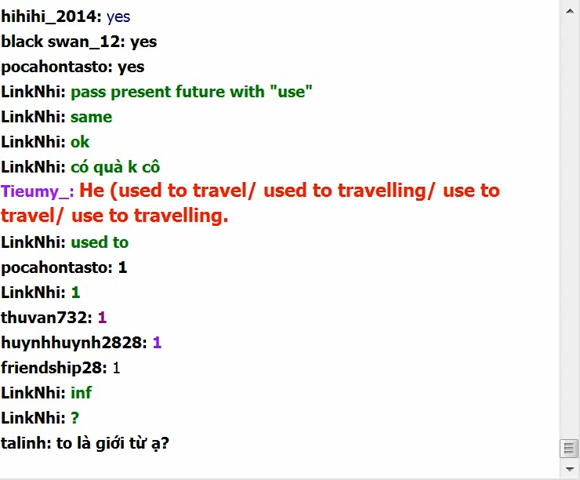 hihihi_2014: yes
black swan_12: yes
pocahontasto: yes
LinkNhi: pass present future with "use"
LinkNhi: same
LinkNhi: ok
LinkNhi: có quà k cô
Tieumy_: He (used to travel/ used to travelling/ use to
travel/ use to travelling.
LinkNhi: used to
pocahontasto: 1
LinkNhi: 1
thuvan732: 1
huynhhuynh2828: 1
friendship28: 1
LinkNhi: inf
LinkNhi: ?
talinh: to là giới từ ạ?